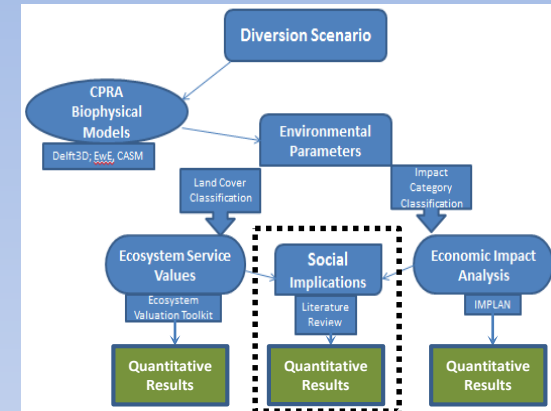 Diversion Scenario
CPRA
Biophysical
Models
Delft3D; EwE, CASM
Environmental
Parameters
Land Cover
Classification
Impact
Category
Classification
Ecosystem Service
Values
Ecosystem
Valuation Toolkit
Social
Implications
Literature
Review
Economic Impact
Analysis
IMPLAN
Quantitative
Results
Quantitative
Results
Quantitative
Results